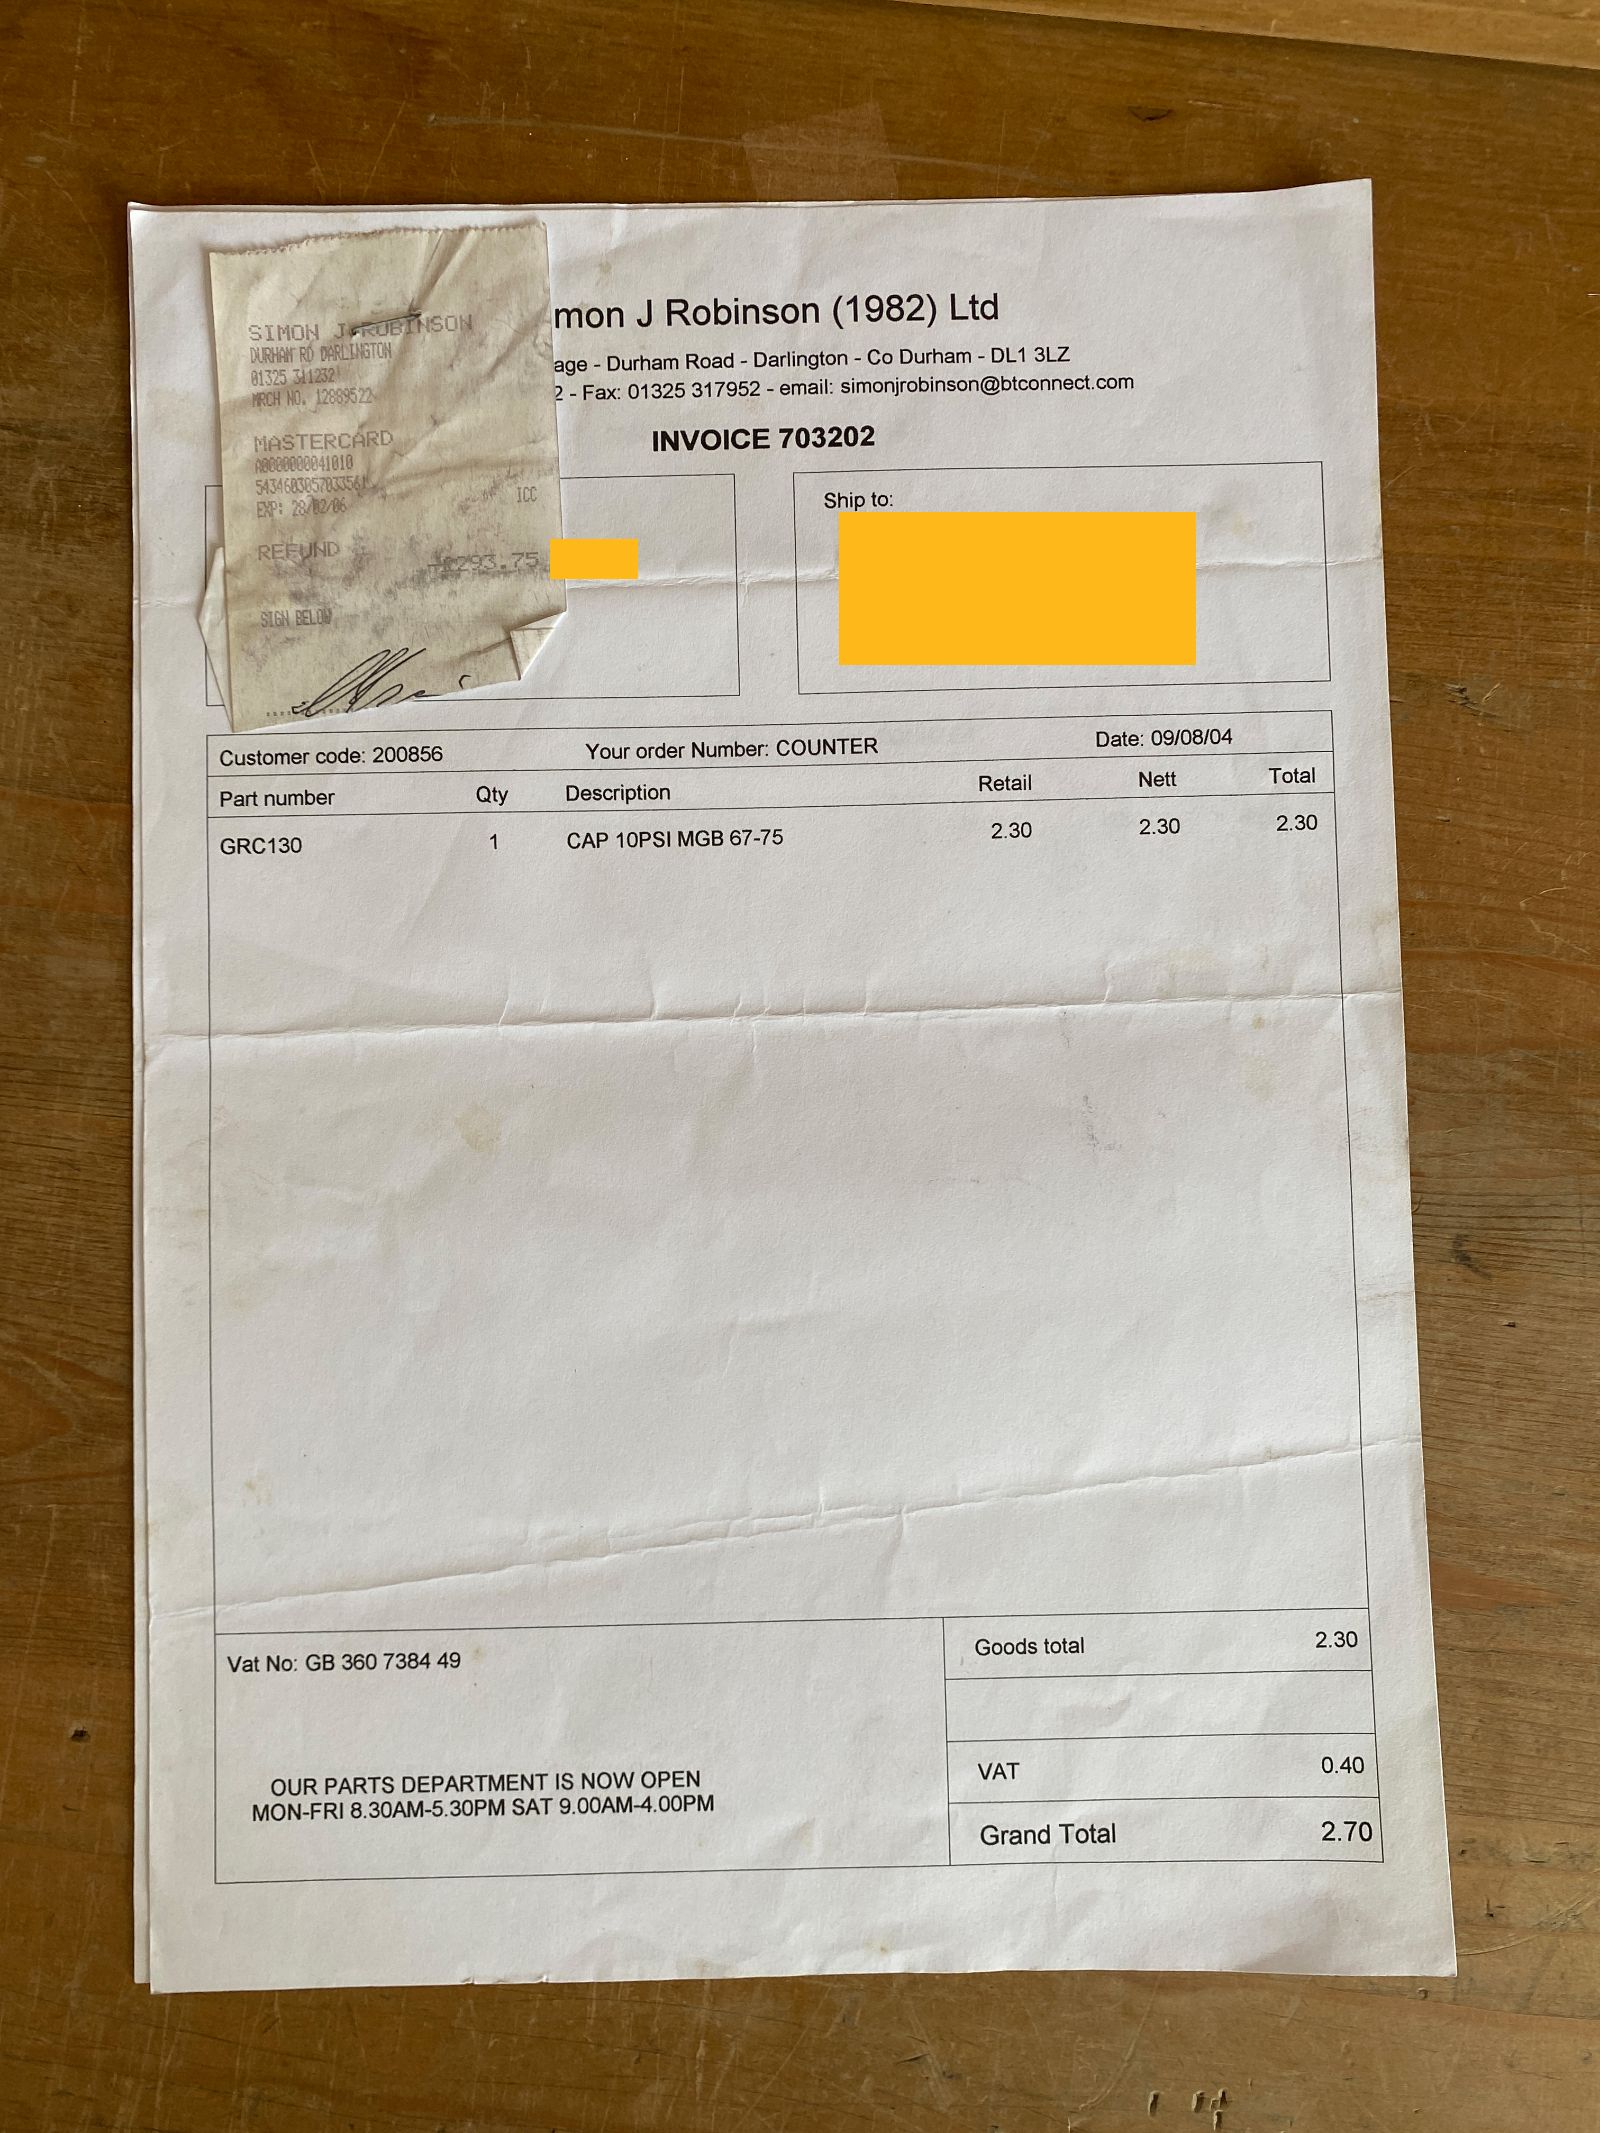 SIMON J ROBINSON
DURHAM RD DARLINGTON
01325 311232
MRCH NO. 12889522
MASTERCARD
A0000000041010
ICC
EXP: 28/02/06
REFUND
293.75
SIGN BELOW
mon J Robinson (1982) Ltd
age - Durham Road - Darlington - Co Durham - DL1 3LZ
2 - Fax: 01325 317952 - email: simonjrobinson@btconnect.com
INVOICE 703202
Ship to:
Customer code: 200856 Your order Number: COUNTER Date: 09/08/04
Part number Qty Description Retail Nett Total
GRC130 1 CAP 10PSI MGB 67-75 2.30 2.30 2.30
Vat No: GB 360 7384 49
OUR PARTS DEPARTMENT IS NOW OPEN
MON-FRI 8.30AM-5.30PM SAT 9.00AM-4.00PM
Goods total 2.30
VAT 0.40
Grand Total 2.70